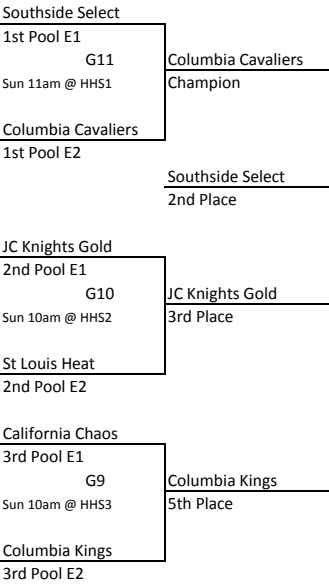 Southside Select
1st Pool E1
G11 Columbia Cavaliers
Sun 11am @ HHS1 Champion
Columbia Cavaliers
1st Pool E2
Southside Select
2nd Place
JC Knights Gold
2nd Pool E1
G10 JC Knights Gold
Sun 10am @ HHS2 3rd Place
St Louis Heat
2nd Pool E2
California Chaos
3rd Pool E1
G9 Columbia Kings
Sun 10am @ HHS3 5th Place
Columbia Kings
3rd Pool E2